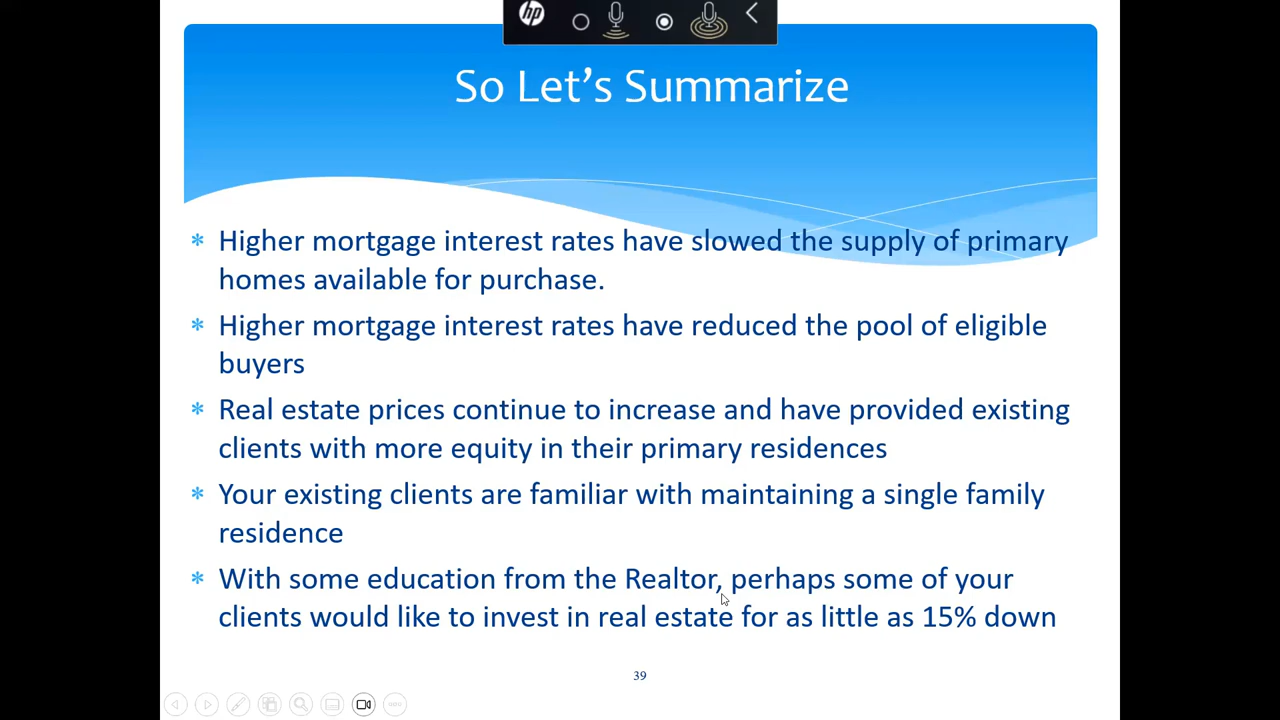 hp
So Let's Summarize
* Higher mortgage interest rates have slowed the supply of primary
homes available for purchase.
* Higher mortgage interest rates have reduced the pool of eligible
buyers
* Real estate prices continue to increase and have provided existing
clients with more equity in their primary residences
* Your existing clients are familiar with maintaining a single family
residence
* With some education from the Realtor, perhaps some of your
clients would like to invest in real estate for as little as 15% down
39